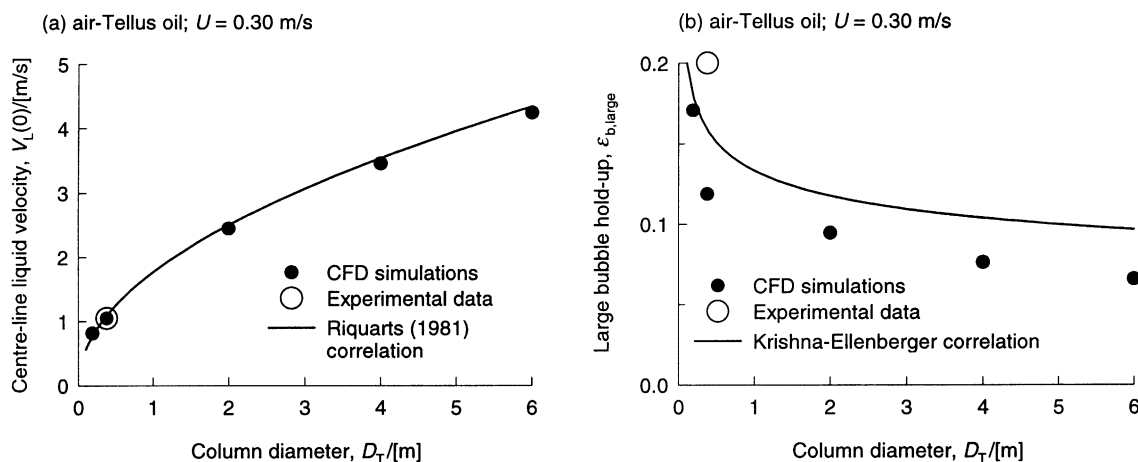 (a) air-Tellus oil; U = 0.30 m/s
Centre-line liquid velocity, V_L(0)/[m/s]
5
4
3
2
1
0
CFD simulations
Experimental data
Riquarts (1981)
correlation
0 1 2 3 4 5 6
Column diameter, D_T/[m]
(b) air-Tellus oil; U = 0.30 m/s
Large bubble hold-up, ε_b,large
0.2
0.1
0.0
CFD simulations
Experimental data
Krishna-Ellenberger correlation
0 1 2 3 4 5 6
Column diameter, D_T/[m]